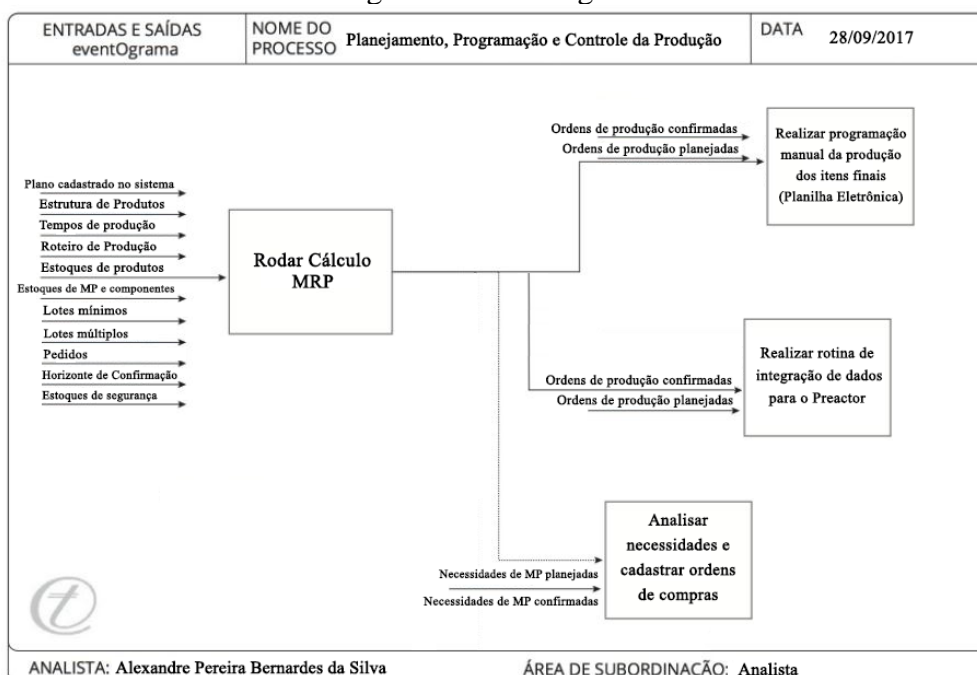 ENTRADAS E SAÍDAS
eventOgrama
NOME DO
PROCESSO
Planejamento, Programação e Controle da Produção
DATA
28/09/2017
Ordens de produção confirmadas
Ordens de produção planejadas
Realizar programação
manual da produção
dos itens finais
(Planilha Eletrônica)
Plano cadastrado no sistema
Estrutura de Produtos
Tempos de produção
Roteiro de Produção
Estoques de produtos
Estoques de MP e componentes
Lotes mínimos
Lotes múltiplos
Pedidos
Horizonte de Confirmação
Estoques de segurança
Rodar Cálculo
MRP
Ordens de produção confirmadas
Ordens de produção planejadas
Realizar rotina de
integração de dados
para o Preactor
Necessidades de MP planejadas
Necessidades de MP confirmadas
Analisar
necessidades e
cadastrar ordens
de compras
ANALISTA: Alexandre Pereira Bernardes da Silva
ÁREA DE SUBORDINAÇÃO: Analista